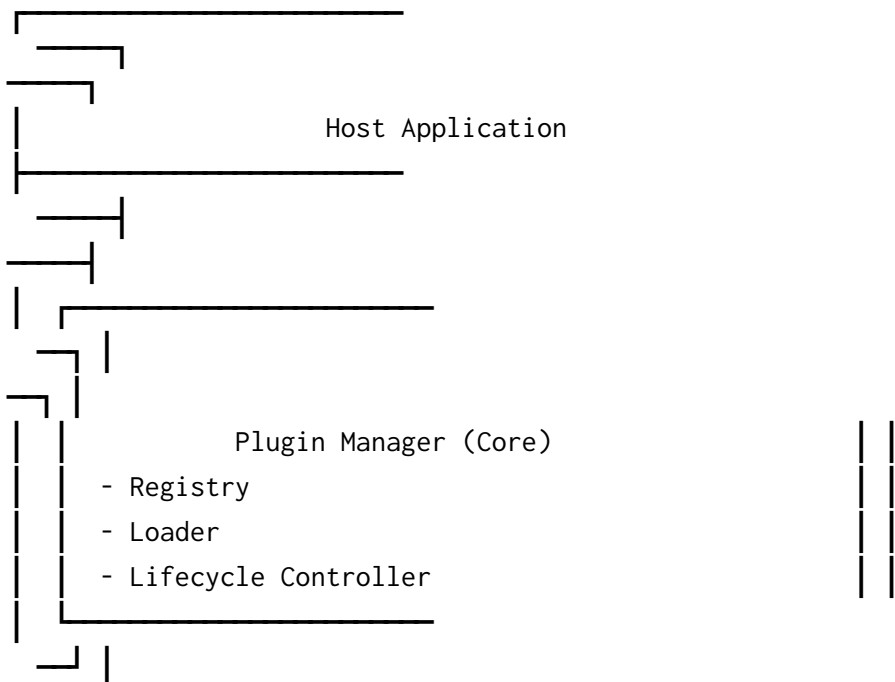 Host Application
Plugin Manager (Core)
- Registry
- Loader
- Lifecycle Controller